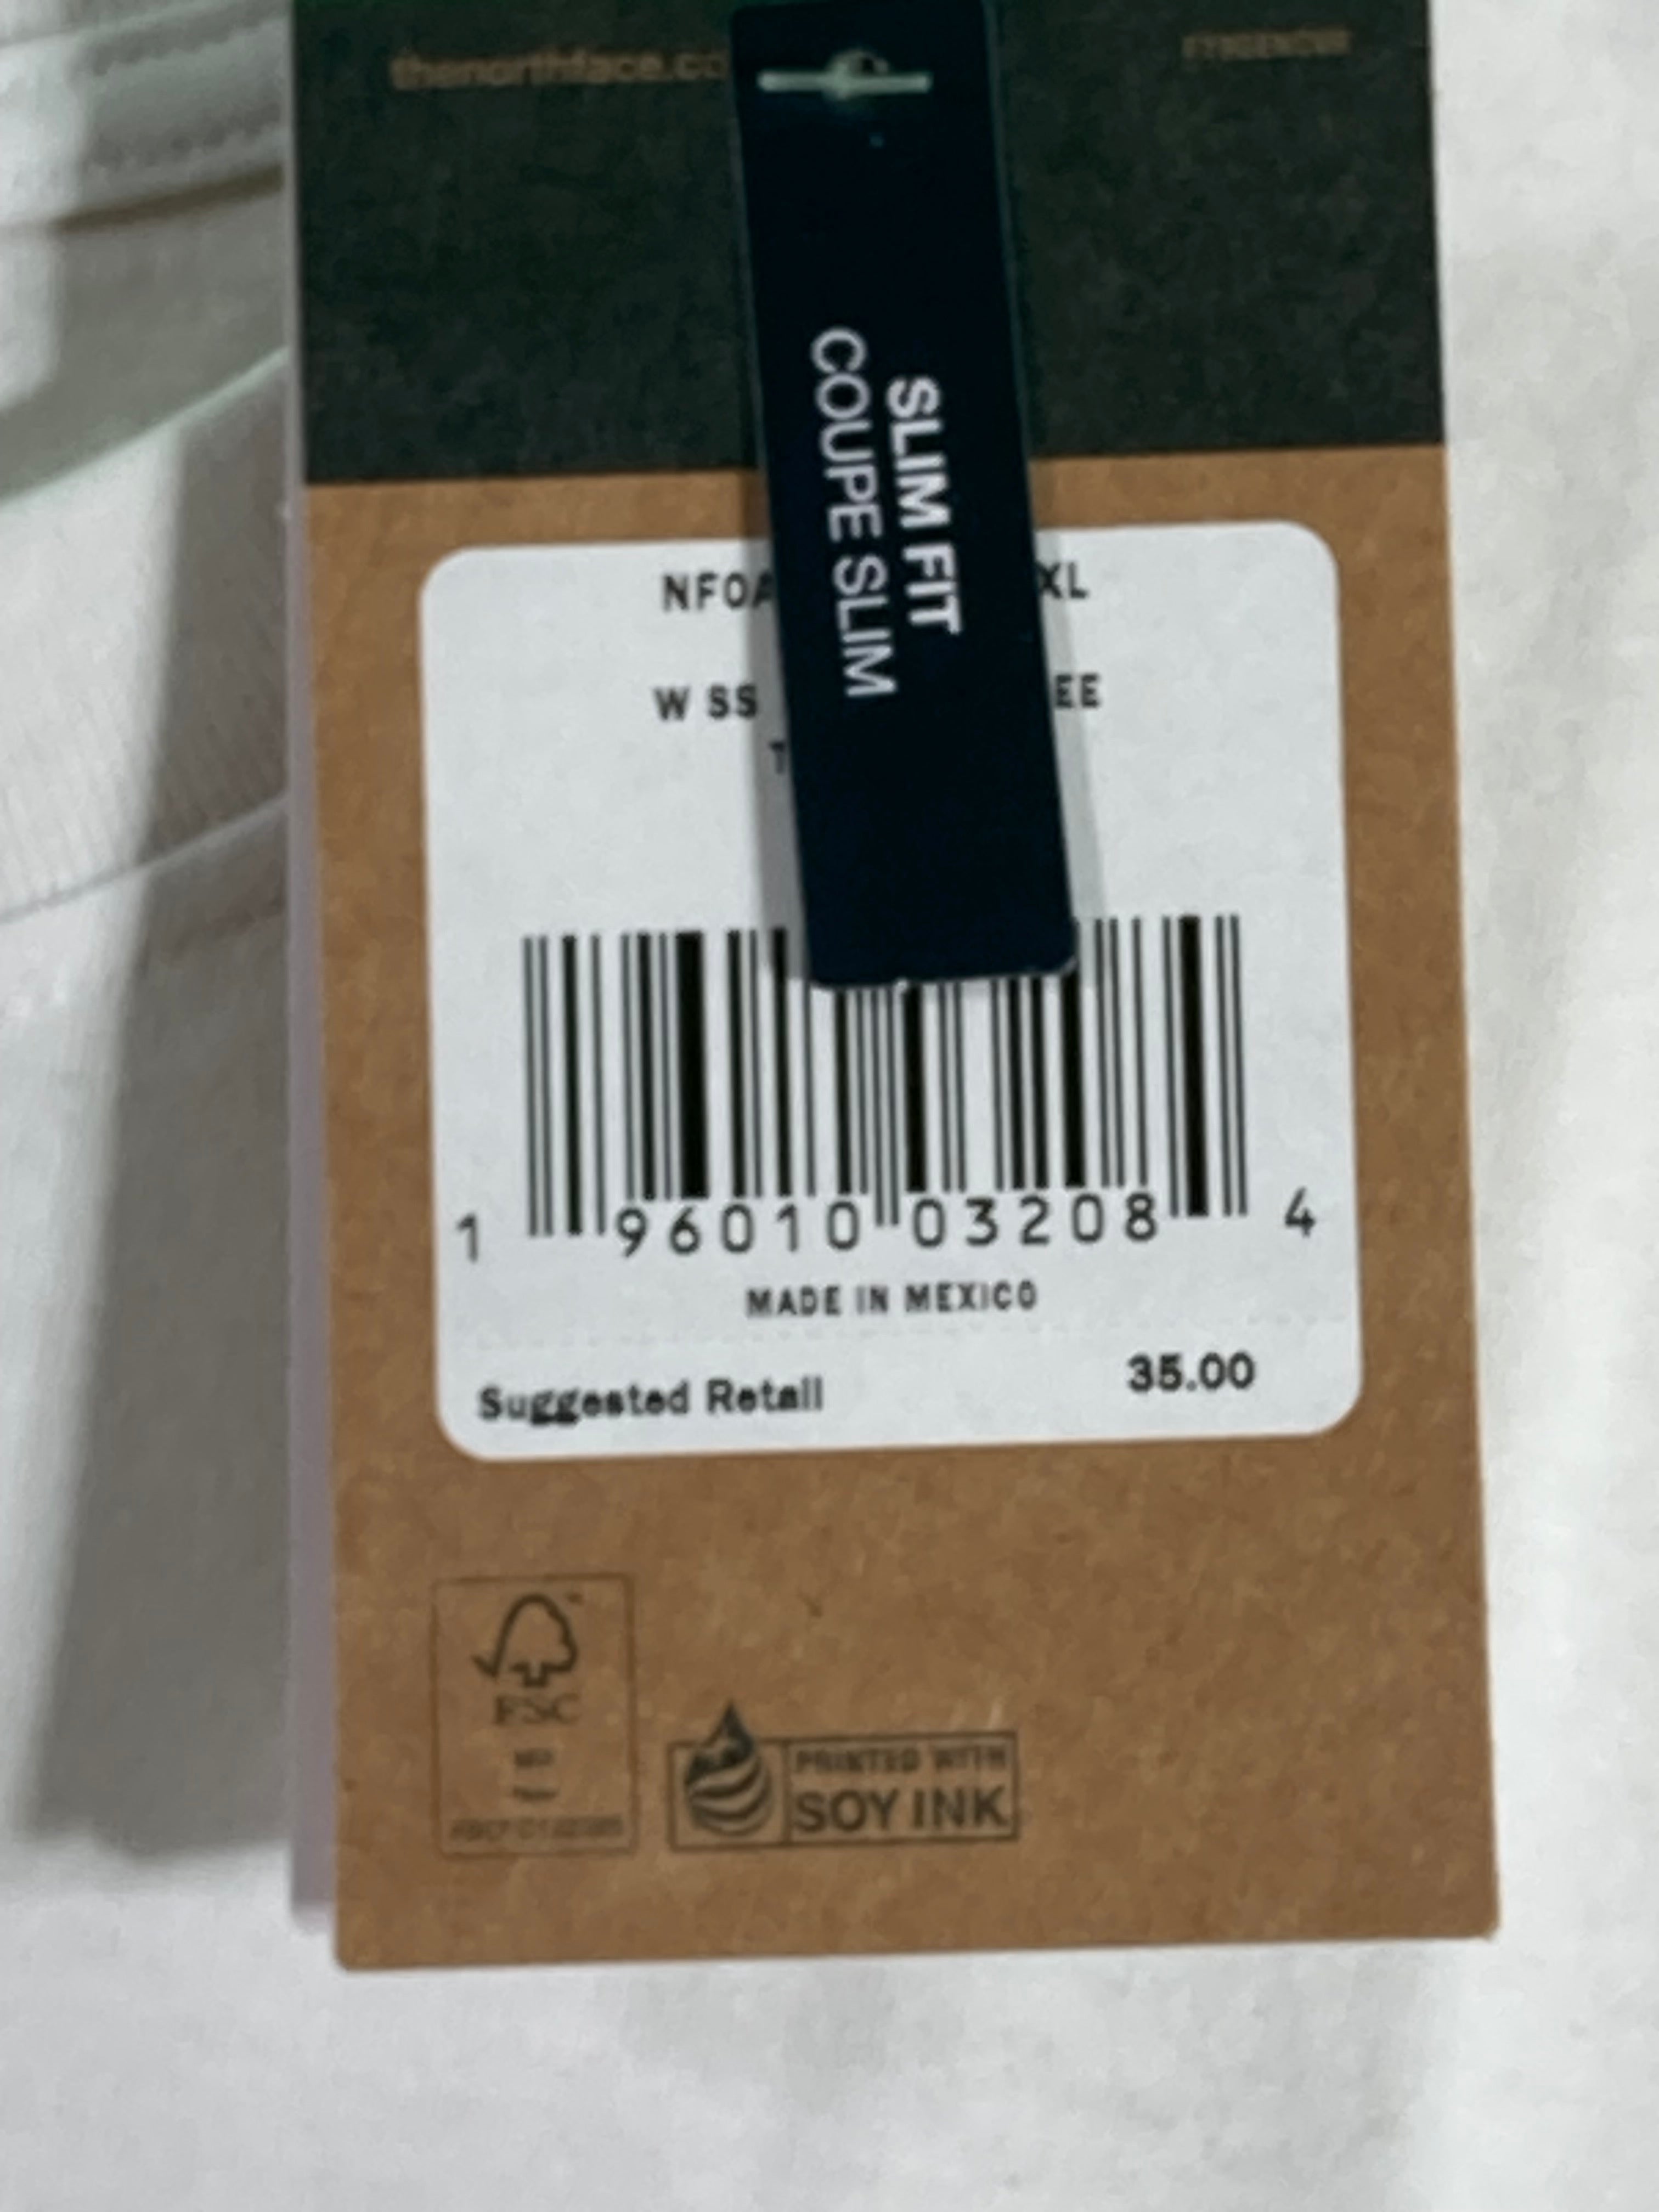 thenorthface.co
SLIM FIT
COUPE SLIM
NF0A XL
W SS EE
1 96010 03208 4
MADE IN MEXICO
Suggested Retail 35.00
FSC
PRINTED WITH
SOY INK